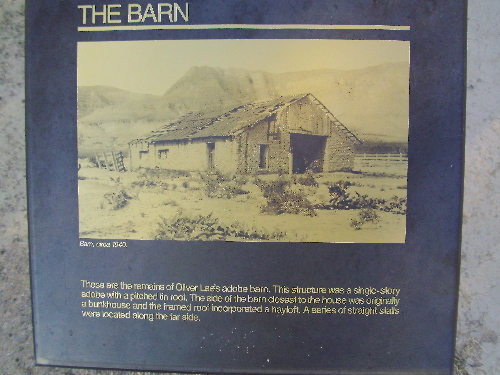 THE BARN
Barn, circa 1940.
These are the remains of Oliver Lee's adobe barn. This structure was a single-story
adobe with a pitched tin roof. The side of the barn closest to the house was originally
a bunkhouse and the framed roof incorporated a hayloft. A series of straight stalls
were located along the far side.